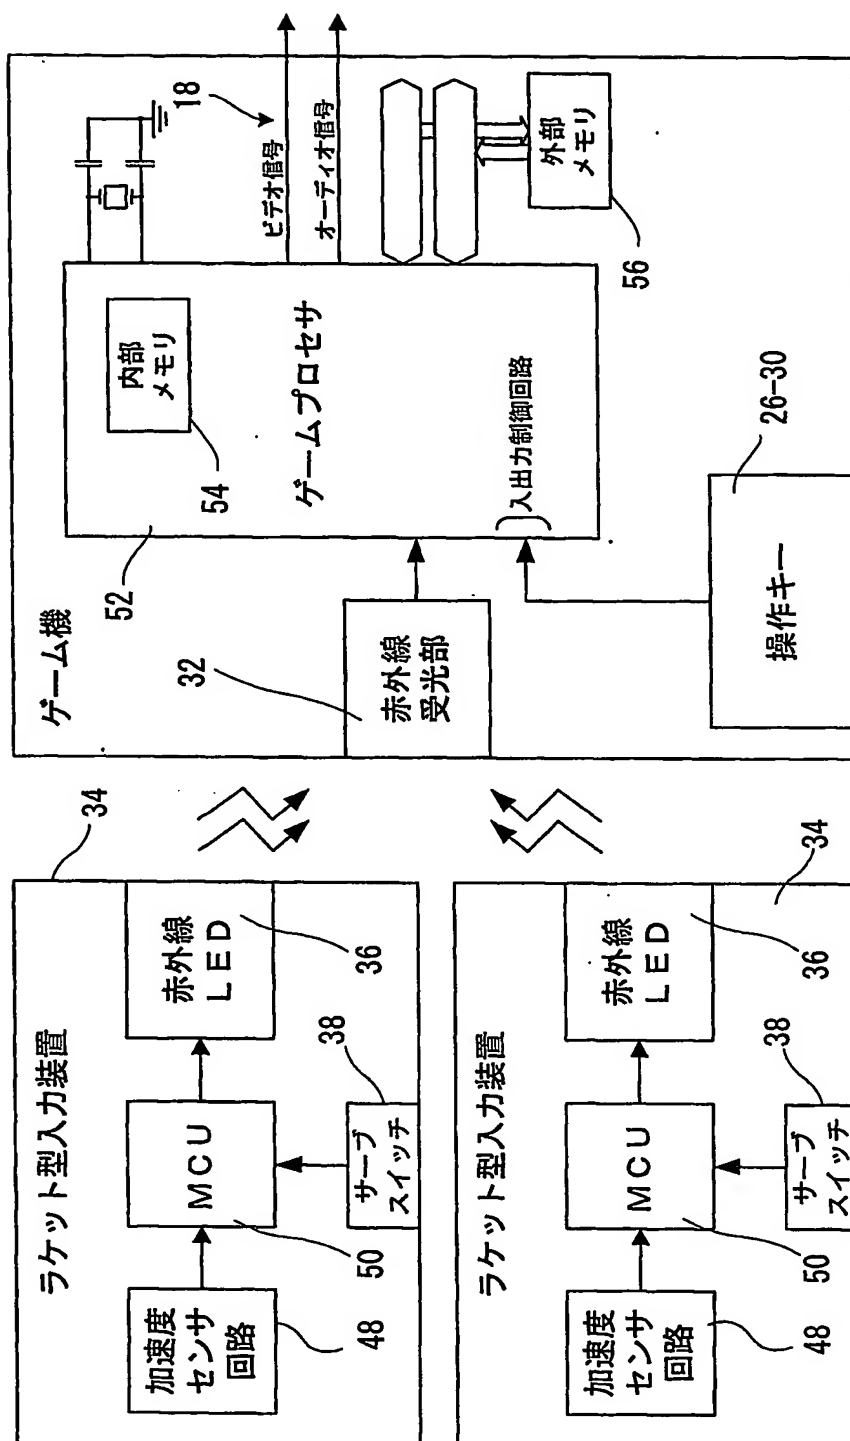 ラケット型入力装置
34
加速度
センサ
回路
48
MCU
50
赤外線
LED
36
サーブ
スイッチ
38
ラケット型入力装置
34
加速度
センサ
回路
48
MCU
50
赤外線
LED
36
サーブ
スイッチ
38
ゲーム機
赤外線
受光部
32
52
内部
メモリ
54
ゲームプロセサ
入出力制御回路
操作キー
26-30
ビデオ信号
18
オーディオ信号
外部
メモリ
56